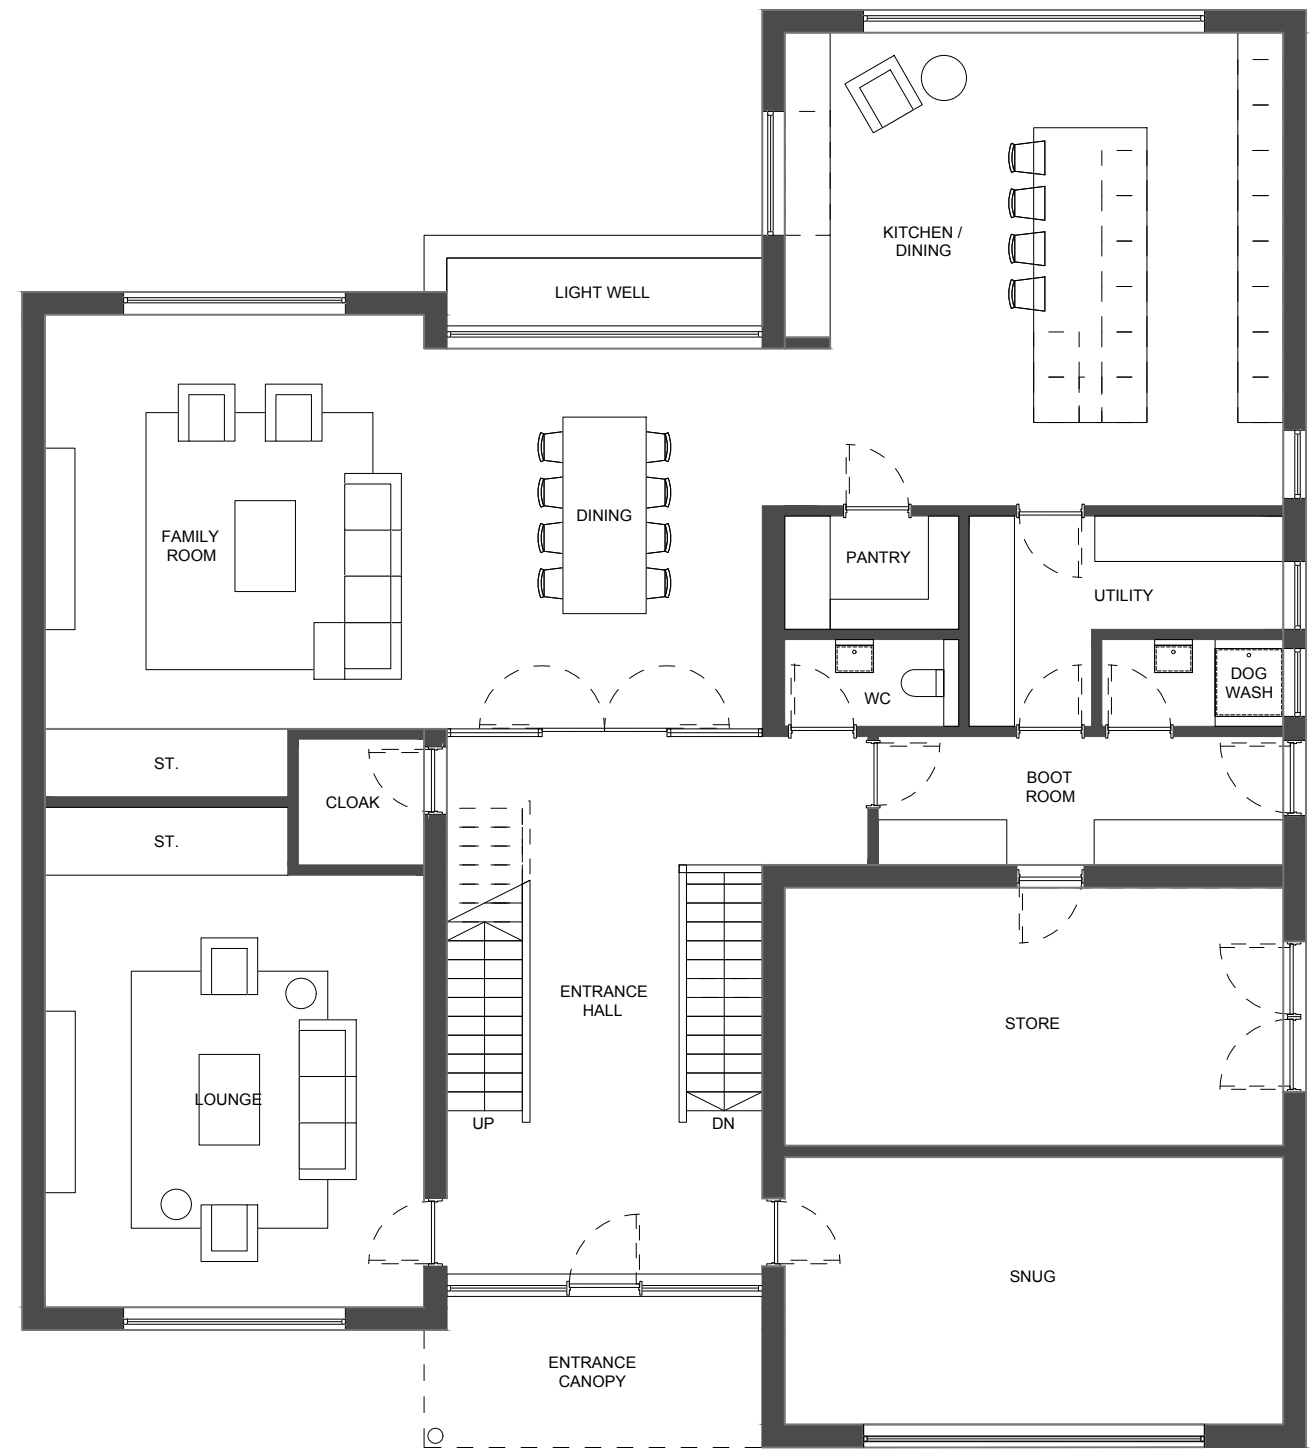 KITCHEN /
DINING
LIGHT WELL
FAMILY
ROOM
DINING
PANTRY
UTILITY
WC
DOG
WASH
ST.
CLOAK
BOOT
ROOM
ST.
ENTRANCE
HALL
STORE
LOUNGE
UP
DN
SNUG
ENTRANCE
CANOPY